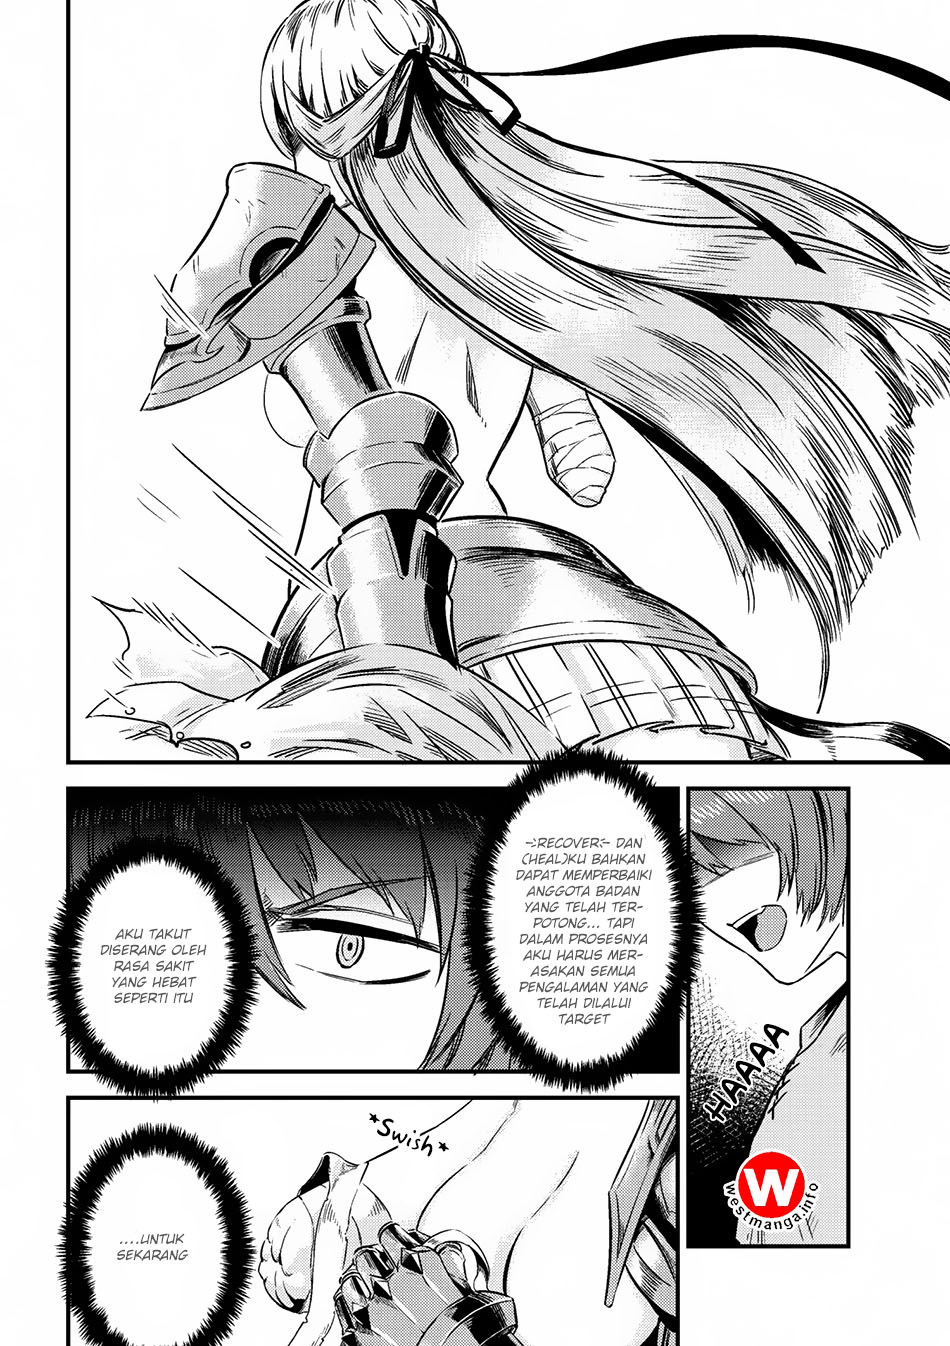 -:RECOVER:- DAN
(HEAL)KU BAHKAN
DAPAT MEMPERBAIKI
ANGGOTA BADAN
YANG TELAH TER-
POTONG... TAPI
DALAM PROSESNYA
AKU HARUS MER-
ASAKAN SEMUA
PENGALAMAN YANG
TELAH DILALUI
TARGET
AKU TAKUT
DISERANG OLEH
RASA SAKIT
YANG HEBAT
SEPERTI ITU
HAAAAA
*Swish*
....UNTUK
SEKARANG
W
westmanga.info